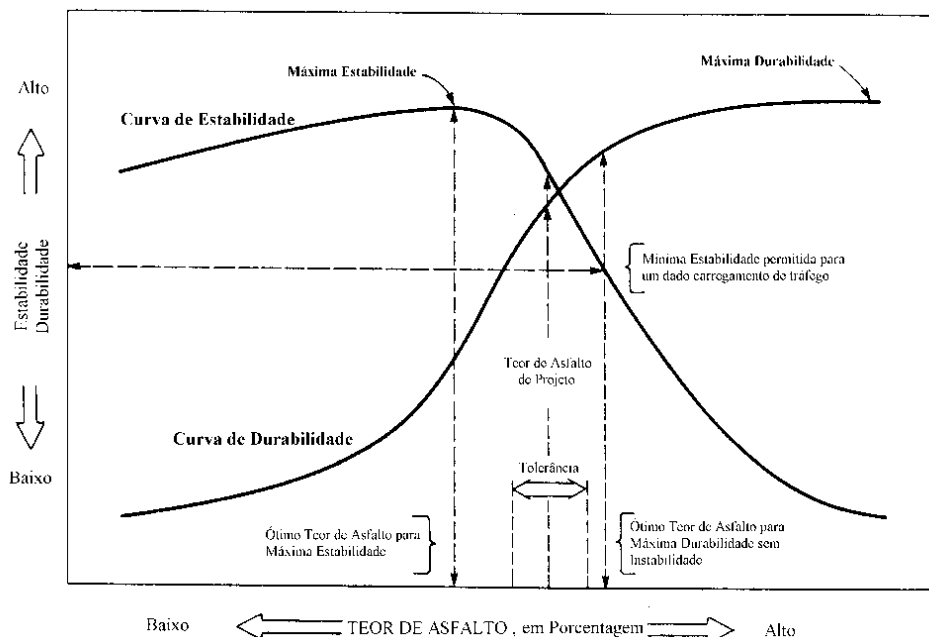 Máxima Estabilidade
Máxima Durabilidade
Alto
Curva de Estabilidade
Estabilidade
Durabilidade
Mínima Estabilidade permitida para
um dado carregamento de tráfego
Teor de Asfalto
de Projeto
Curva de Durabilidade
Tolerância
Baixo
Ótimo Teor de Asfalto para
Máxima Estabilidade
Ótimo Teor de Asfalto para
Máxima Durabilidade sem
Instabilidade
Baixo
TEOR DE ASFALTO , em Porcentagem
Alto